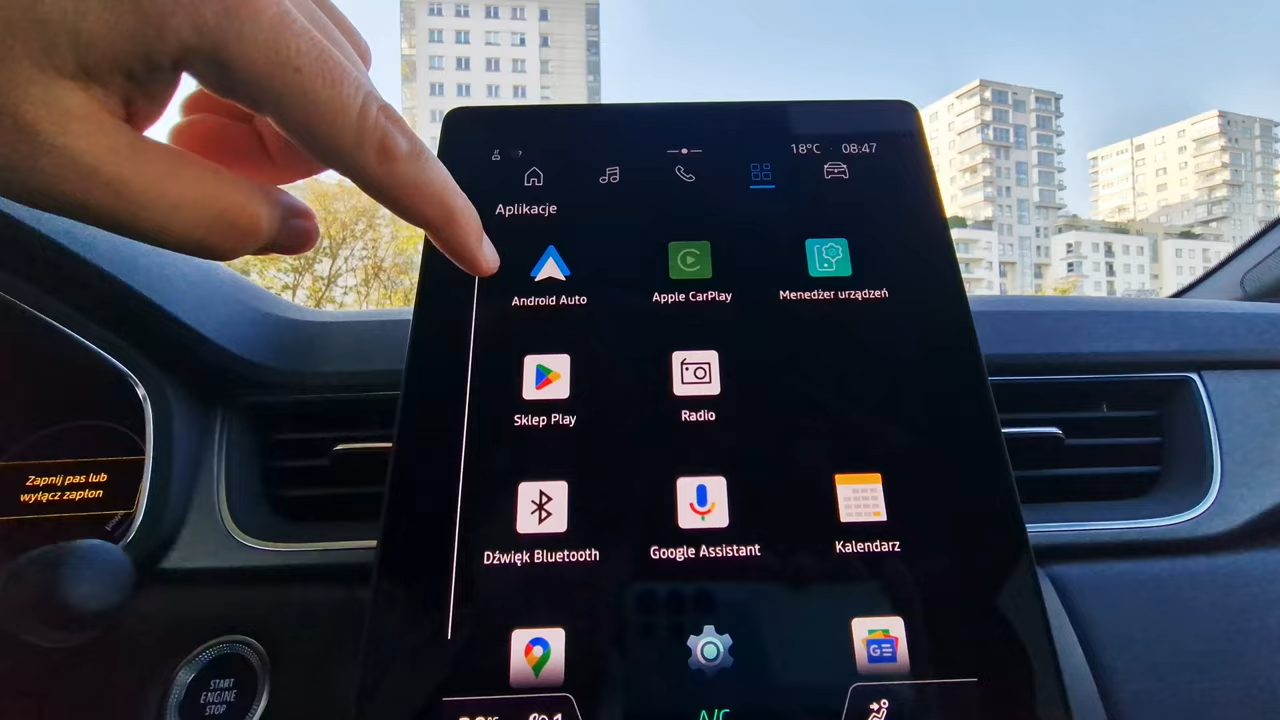 18°C · 08:47
Aplikacje
Android Auto
Apple CarPlay
Menedżer urządzeń
Sklep Play
Radio
Zapnij pas lub
wyłącz zapłon
Dźwięk Bluetooth
Google Assistant
Kalendarz
GE
START
ENGINE
STOP